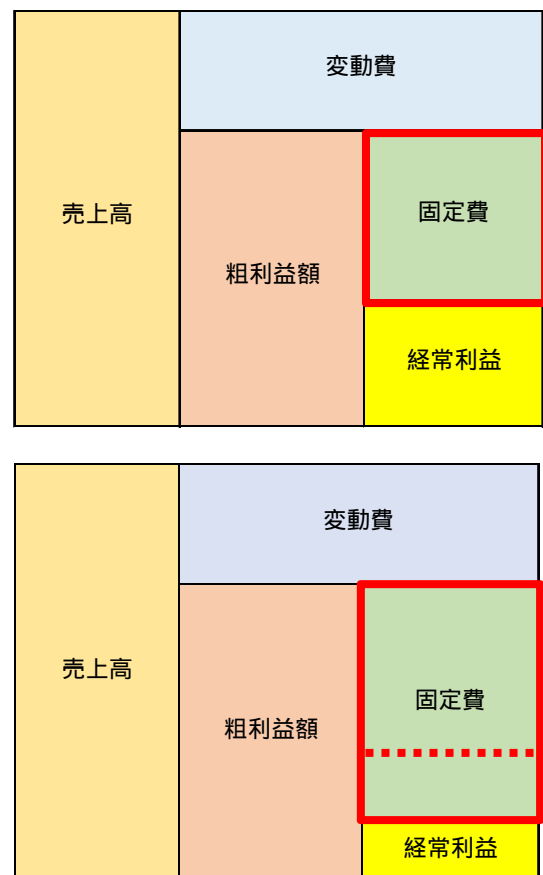 変動費
売上高
固定費
粗利益額
経常利益
変動費
売上高
固定費
粗利益額
経常利益